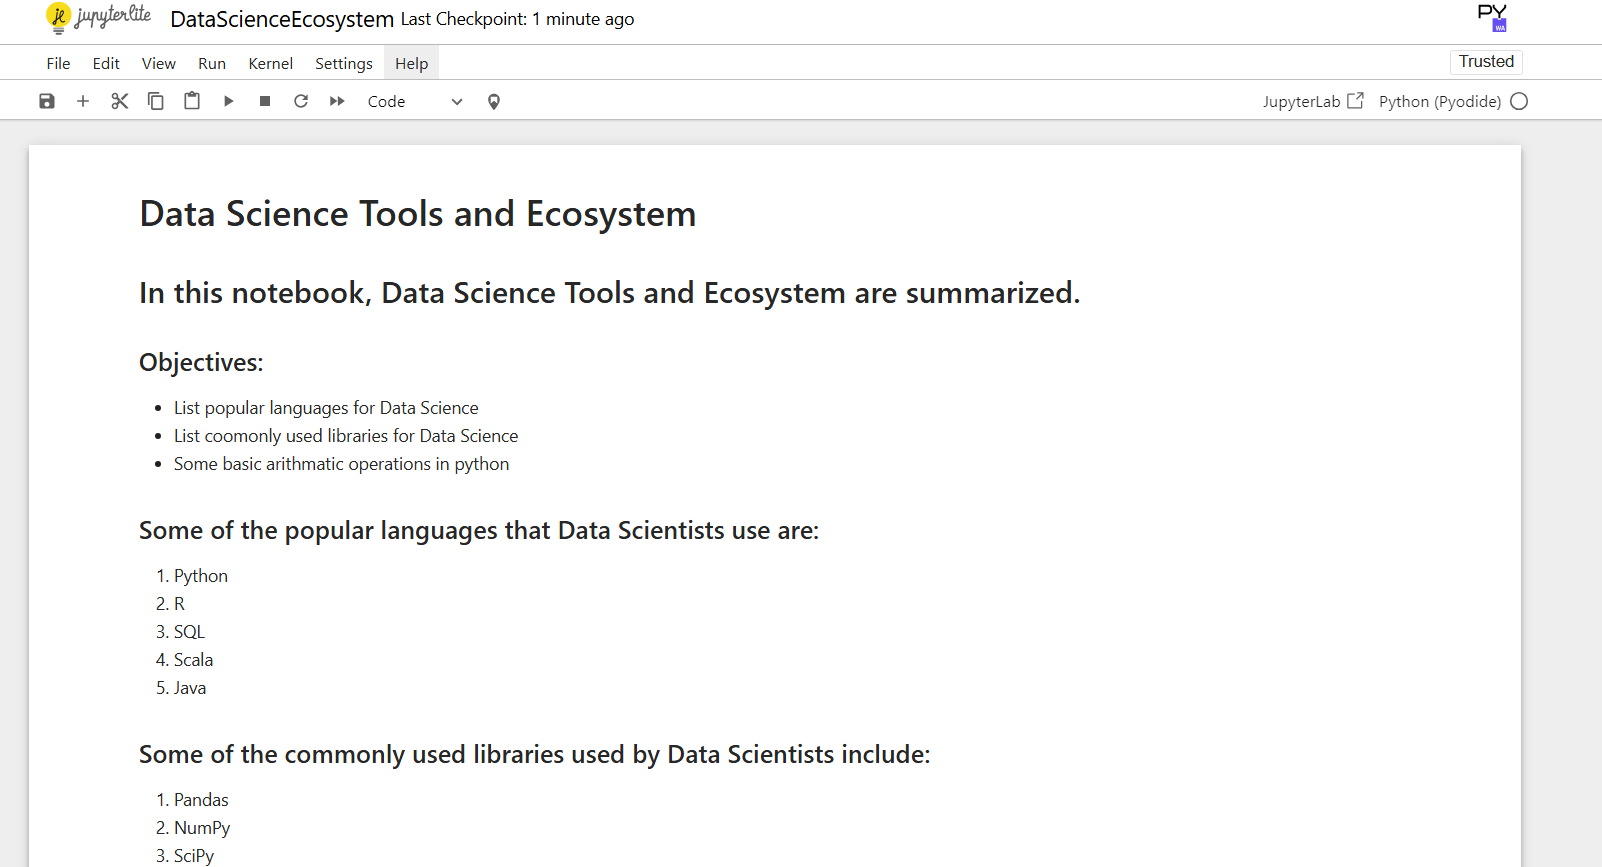 jupyterlite DataScienceEcosystem Last Checkpoint: 1 minute ago PY WA
File Edit View Run Kernel Settings Help Trusted
Code JupyterLab Python (Pyodide)
Data Science Tools and Ecosystem
In this notebook, Data Science Tools and Ecosystem are summarized.
Objectives:
• List popular languages for Data Science
• List coomonly used libraries for Data Science
• Some basic arithmatic operations in python
Some of the popular languages that Data Scientists use are:
1. Python
2. R
3. SQL
4. Scala
5. Java
Some of the commonly used libraries used by Data Scientists include:
1. Pandas
2. NumPy
3. SciPy